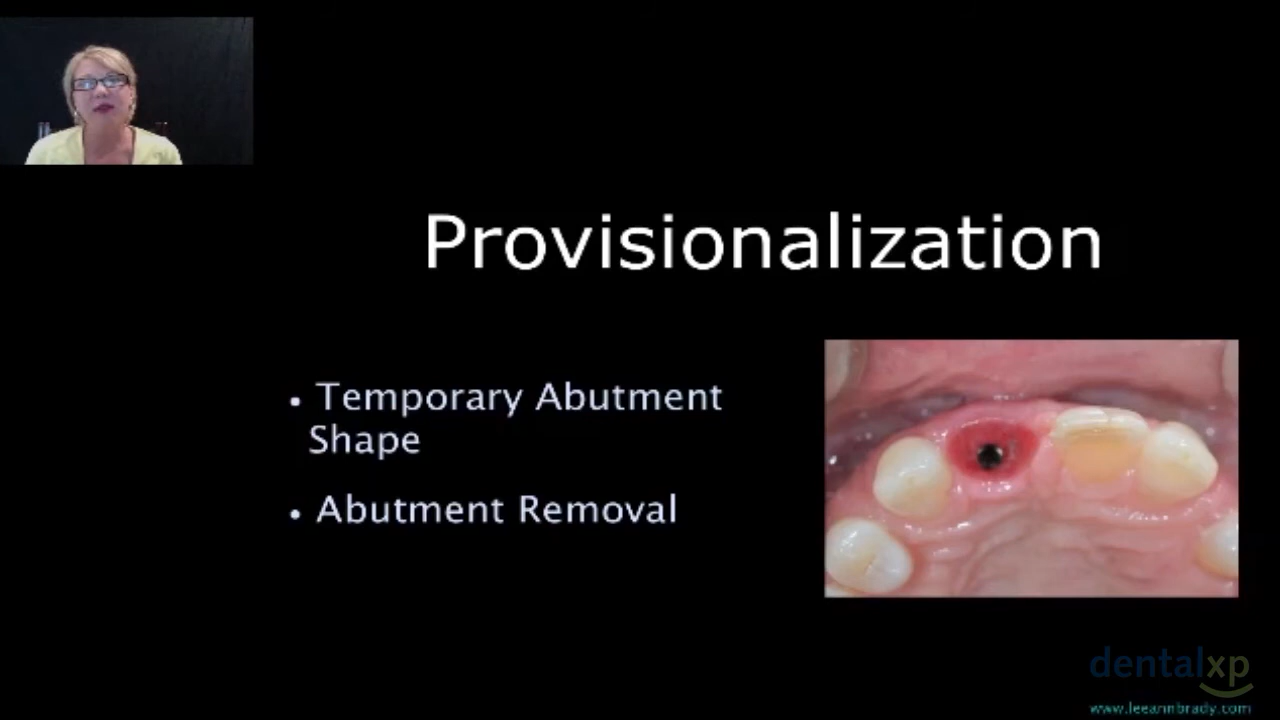 Provisionalization
• Temporary Abutment
Shape
• Abutment Removal
dentalxp
www.leeannbrady.com